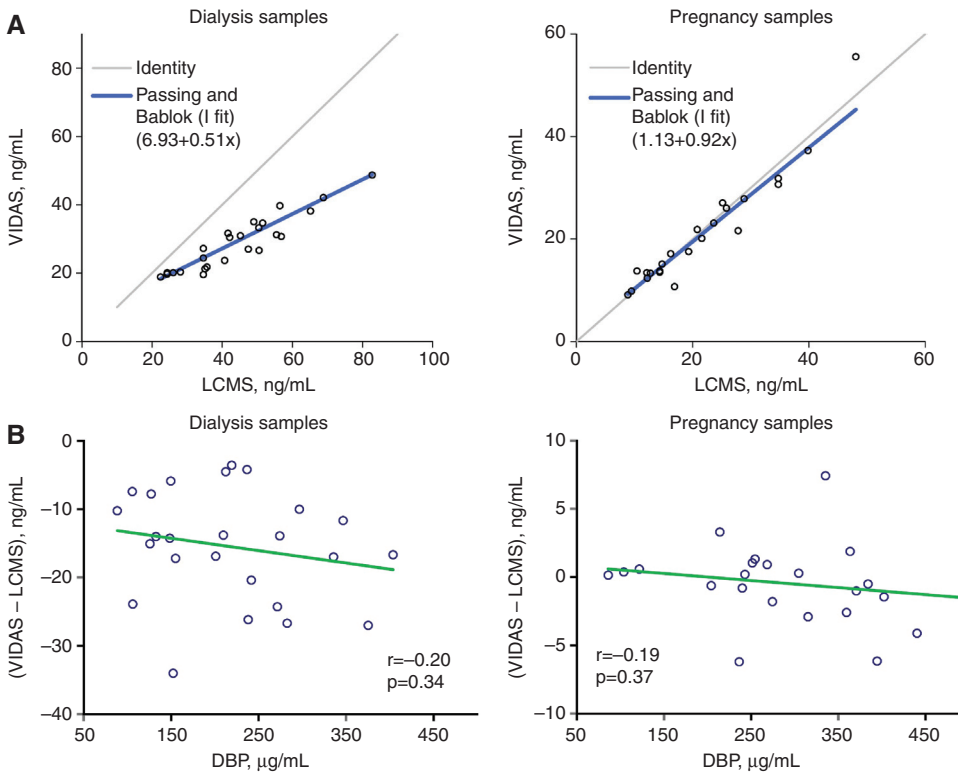 A
Dialysis samples
80
60
40
20
0
VIDAS, ng/mL
Identity
Passing and
Bablok (I fit)
(6.93+0.51x)
0
20
40
60
80
100
LCMS, ng/mL
Pregnancy samples
60
40
20
0
VIDAS, ng/mL
Identity
Passing and
Bablok (I fit)
(1.13+0.92x)
0
20
40
60
LCMS, ng/mL
B
Dialysis samples
0
–10
–20
–30
–40
(VIDAS – LCMS), ng/mL
r=–0.20
p=0.34
50
150
250
350
450
DBP, μg/mL
Pregnancy samples
10
5
0
–5
–10
(VIDAS – LCMS), ng/mL
r=–0.19
p=0.37
50
150
250
350
450
DBP, μg/mL